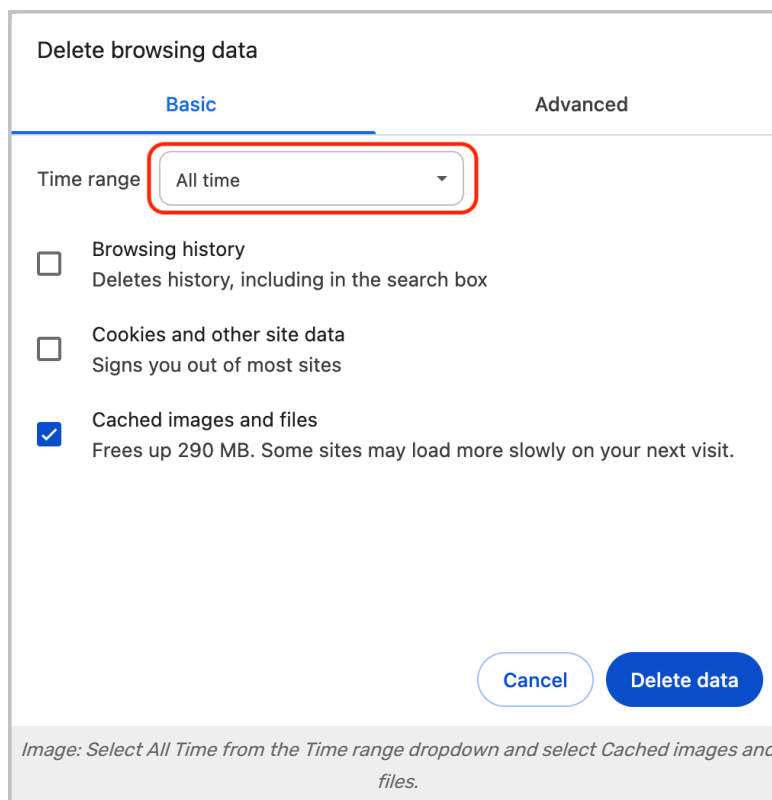 Delete browsing data
Basic
Advanced
Time range
All time
Browsing history
Deletes history, including in the search box
Cookies and other site data
Signs you out of most sites
Cached images and files
Frees up 290 MB. Some sites may load more slowly on your next visit.
Cancel
Delete data
Image: Select All Time from the Time range dropdown and select Cached images and
files.